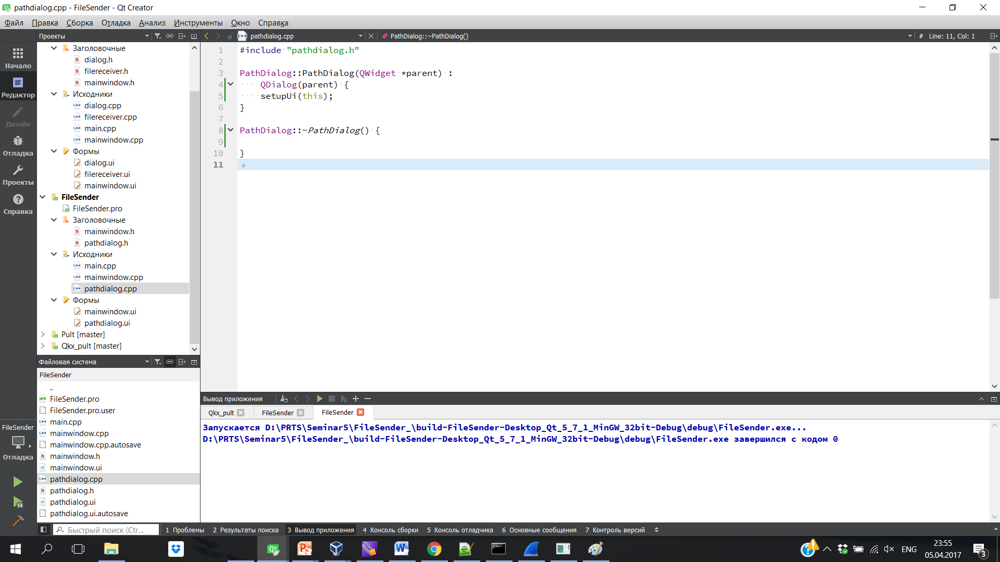 pathdialog.cpp - FileSender - Qt Creator
Файл Правка Сборка Отладка Анализ Инструменты Окно Справка
Проекты
pathdialog.cpp
PathDialog::~PathDialog()
# Line: 11, Col: 1
Начало
Редактор
Дизайн
Отладка
Проекты
Справка
Заголовочные
dialog.h
filereceiver.h
mainwindow.h
Исходники
dialog.cpp
filereceiver.cpp
main.cpp
mainwindow.cpp
Формы
dialog.ui
filereceiver.ui
mainwindow.ui
FileSender
FileSender.pro
Заголовочные
mainwindow.h
pathdialog.h
Исходники
main.cpp
mainwindow.cpp
pathdialog.cpp
Формы
mainwindow.ui
pathdialog.ui
Pult [master]
Qkx_pult [master]
1 #include "pathdialog.h"
2
3 PathDialog::PathDialog(QWidget *parent) :
4     QDialog(parent) {
5     setupUi(this);
6 }
7
8 PathDialog::~PathDialog() {
9
10 }
11
Файловая система
FileSender
..
FileSender.pro
FileSender.pro.user
main.cpp
mainwindow.cpp
mainwindow.cpp.autosave
mainwindow.h
mainwindow.ui
pathdialog.cpp
pathdialog.h
pathdialog.ui
pathdialog.ui.autosave
FileSender
Отладка
Вывод приложения
Qkx_pult FileSender FileSender
Запускается D:\PRTS\Seminar5\FileSender_\build-FileSender-Desktop_Qt_5_7_1_MinGW_32bit-Debug\debug\FileSender.exe...
D:\PRTS\Seminar5\FileSender_\build-FileSender-Desktop_Qt_5_7_1_MinGW_32bit-Debug\debug\FileSender.exe завершился с кодом 0
Быстрый поиск (Ctr...
1 Проблемы 2 Результаты поиска 3 Вывод приложения 4 Консоль сборки 5 Консоль отладчика 6 Основные сообщения 7 Контроль версий
ENG
23:55
05.04.2017
3